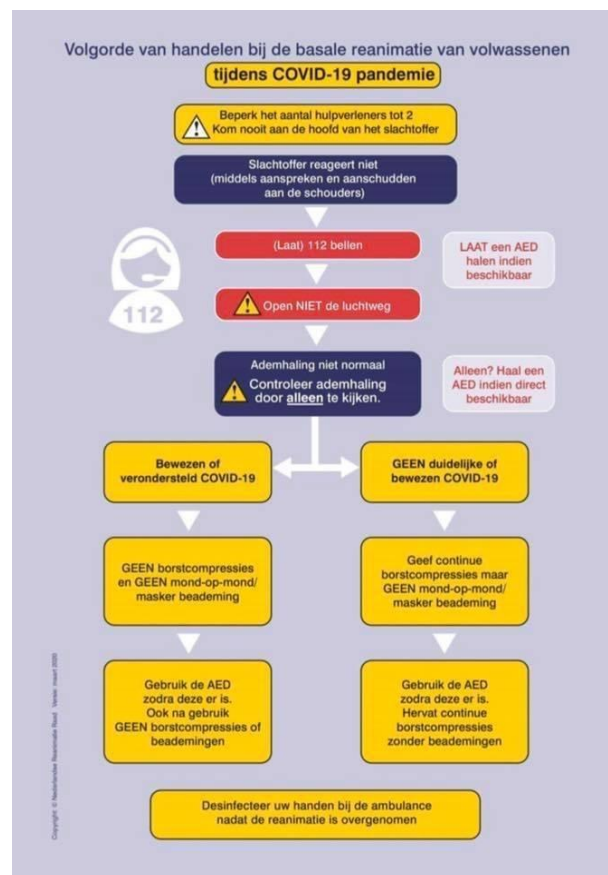 Volgorde van handelen bij de basale reanimatie van volwassenen
tijdens COVID-19 pandemie
Beperk het aantal hulpverleners tot 2
Kom nooit aan de hoofd van het slachtoffer
Slachtoffer reageert niet
(middels aanspreken en aanschudden
aan de schouders)
(Laat) 112 bellen
LAAT een AED
halen indien
beschikbaar
112
Open NIET de luchtweg
Ademhaling niet normaal
Controleer ademhaling
door alleen te kijken.
Alleen? Haal een
AED indien direct
beschikbaar
Bewezen of
verondersteld COVID-19
GEEN duidelijke of
bewezen COVID-19
GEEN borstcompressies
en GEEN mond-op-mond/
masker beademing
Geef continue
borstcompressies maar
GEEN mond-op-mond/
masker beademing
Gebruik de AED
zodra deze er is.
Ook na gebruik
GEEN borstcompressies of
beademingen
Gebruik de AED
zodra deze er is.
Hervat continue
borstcompressies
zonder beademingen
Desinfecteer uw handen bij de ambulance
nadat de reanimatie is overgenomen
Copyright © Nederlandse Reanimatie Raad Versie: maart 2020